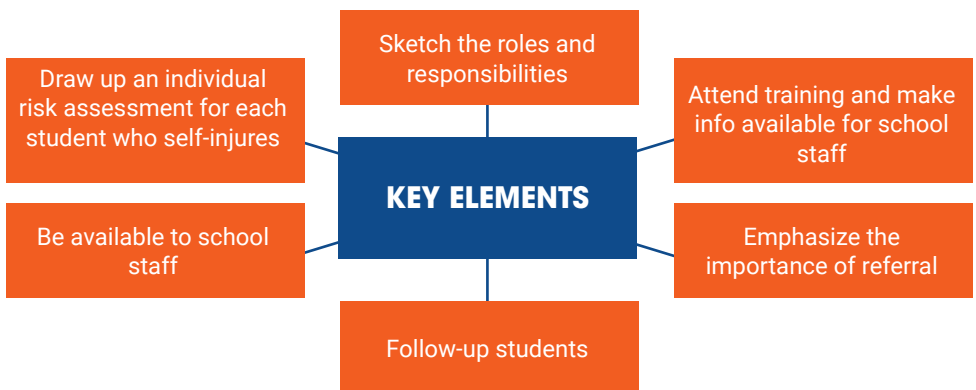 Sketch the roles and
responsibilities
Draw up an individual
risk assessment for each
student who self-injures
Attend training and make
info available for school
staff
KEY ELEMENTS
Be available to school
staff
Emphasize the
importance of referral
Follow-up students